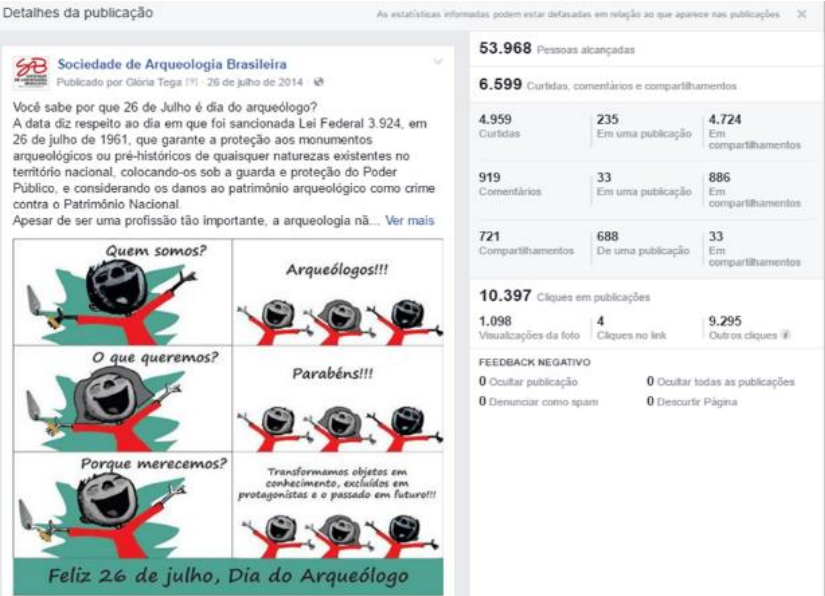 Detalhes da publicação
As estatísticas informadas podem estar defasadas em relação ao que aparece nas publicações
SAB
Sociedade de Arqueologia Brasileira
Publicado por Glória Tega [?] · 26 de julho de 2014 ·
Você sabe por que 26 de Julho é dia do arqueólogo?
A data diz respeito ao dia em que foi sancionada Lei Federal 3.924, em
26 de julho de 1961, que garante a proteção aos monumentos
arqueológicos ou pré-históricos de quaisquer naturezas existentes no
território nacional, colocando-os sob a guarda e proteção do Poder
Público, e considerando os danos ao patrimônio arqueológico como crime
contra o Patrimônio Nacional.
Apesar de ser uma profissão tão importante, a arqueologia nã... Ver mais
Quem somos?
Arqueólogos!!!
O que queremos?
Parabéns!!!
Porque merecemos?
Transformamos objetos em
conhecimento, excluídos em
protagonistas e o passado em futuro!!!
Feliz 26 de julho, Dia do Arqueólogo
53.968 Pessoas alcançadas
6.599 Curtidas, comentários e compartilhamentos
4.959 235 4.724
Curtidas Em uma publicação Em
compartilhamentos
919 33 886
Comentários Em uma publicação Em
compartilhamentos
721 688 33
Compartilhamentos De uma publicação Em
compartilhamentos
10.397 Cliques em publicações
1.098 4 9.295
Visualizações da foto Cliques no link Outros cliques
FEEDBACK NEGATIVO
0 Ocultar publicação 0 Ocultar todas as publicações
0 Denunciar como spam 0 Descurtir Página